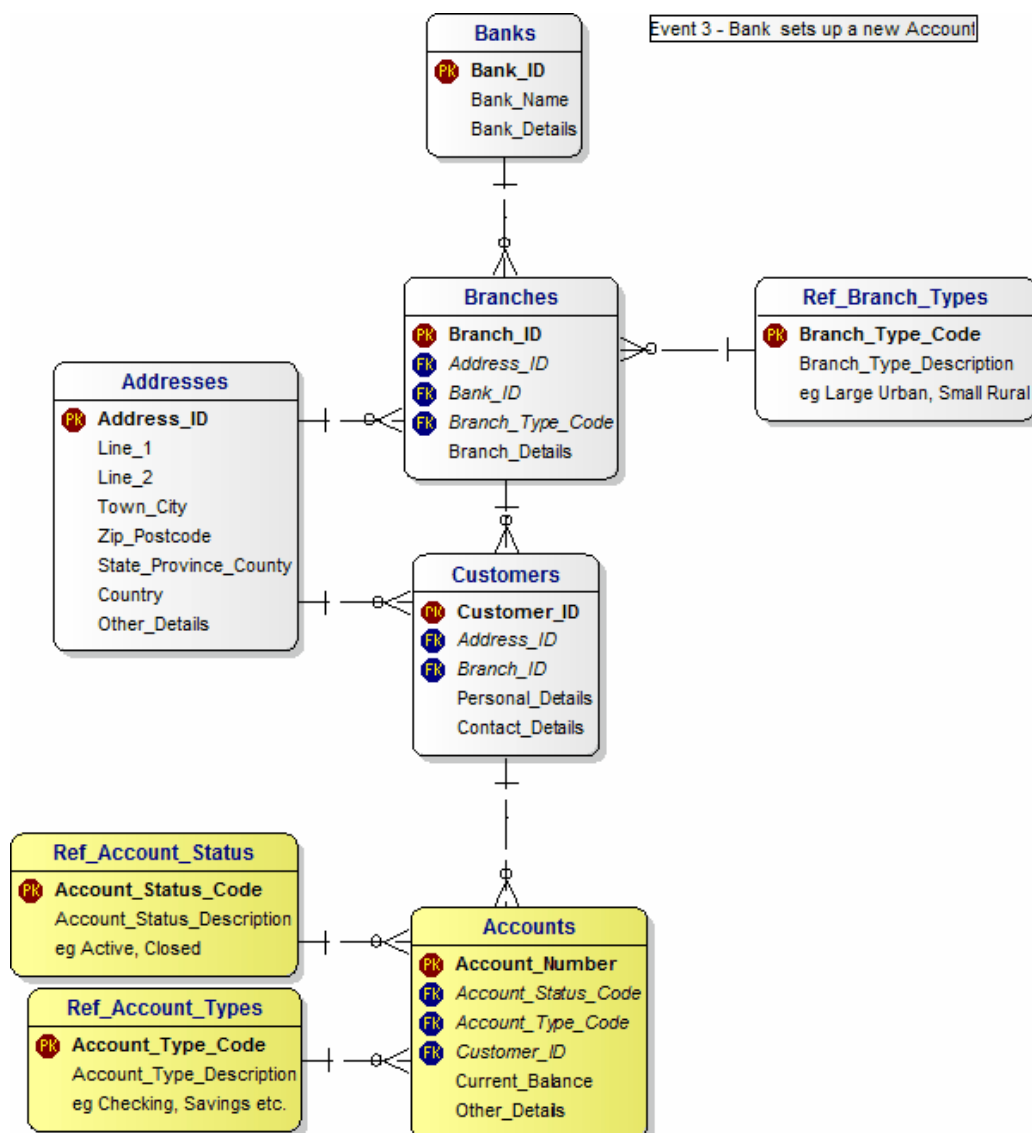 Banks
PK Bank_ID
Bank_Name
Bank_Details
Event 3 - Bank sets up a new Account
Branches
PK Branch_ID
FK Address_ID
FK Bank_ID
FK Branch_Type_Code
Branch_Details
Ref_Branch_Types
PK Branch_Type_Code
Branch_Type_Description
eg Large Urban, Small Rural
Addresses
PK Address_ID
Line_1
Line_2
Town_City
Zip_Postcode
State_Province_County
Country
Other_Details
Customers
PK Customer_ID
FK Address_ID
FK Branch_ID
Personal_Details
Contact_Details
Ref_Account_Status
PK Account_Status_Code
Account_Status_Description
eg Active, Closed
Accounts
PK Account_Number
FK Account_Status_Code
FK Account_Type_Code
FK Customer_ID
Current_Balance
Other_Details
Ref_Account_Types
PK Account_Type_Code
Account_Type_Description
eg Checking, Savings etc.